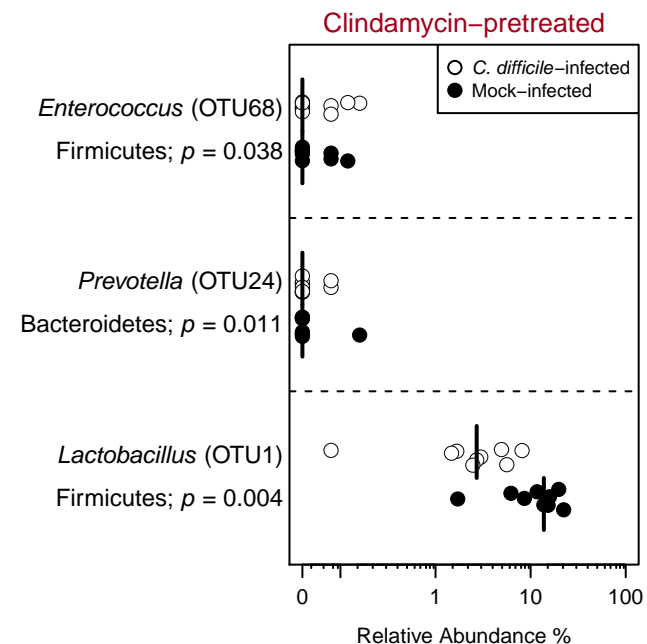 Clindamycin−pretreated
C. difficile−infected
Mock−infected
Enterococcus (OTU68)
Firmicutes; p = 0.038
Prevotella (OTU24)
Bacteroidetes; p = 0.011
Lactobacillus (OTU1)
Firmicutes; p = 0.004
0 1 10 100
Relative Abundance %